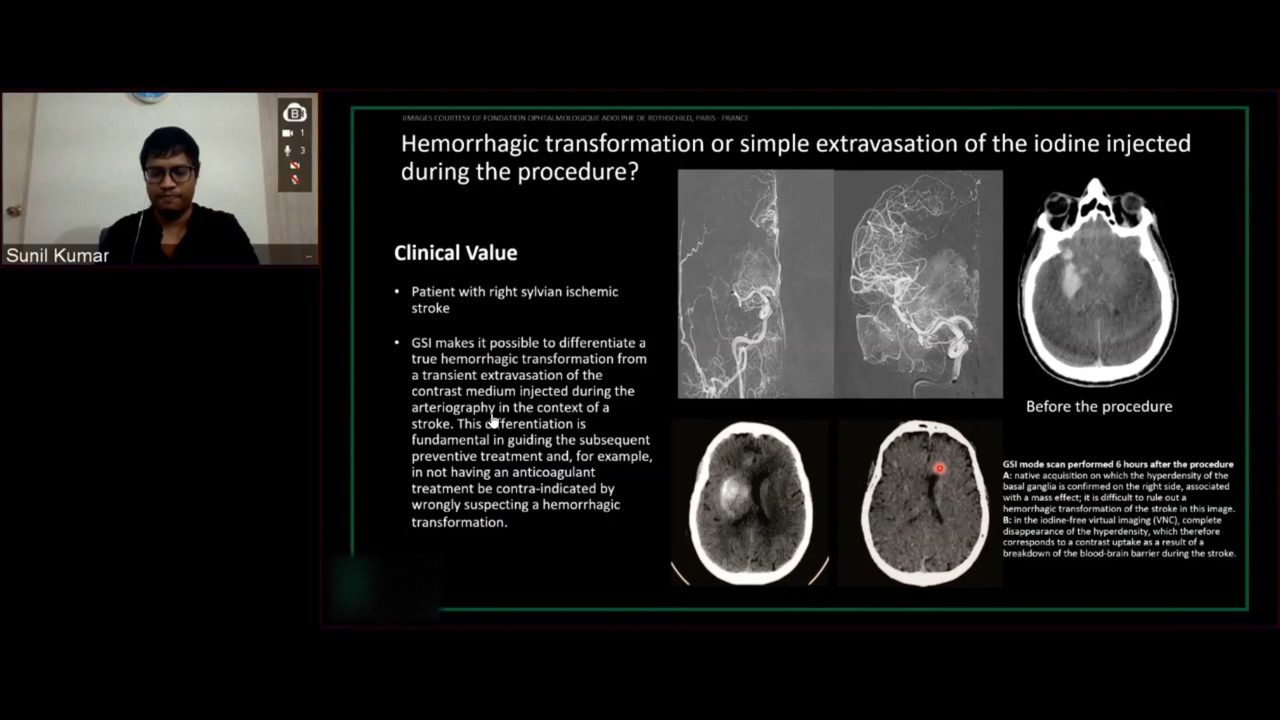 B
1
3
Sunil Kumar
IMAGES COURTESY OF FONDATION OPHTALMOLOGIQUE ADOLPHE DE ROTHSCHILD, PARIS - FRANCE
Hemorrhagic transformation or simple extravasation of the iodine injected
during the procedure?
Clinical Value
• Patient with right sylvian ischemic
stroke
• GSI makes it possible to differentiate a
true hemorrhagic transformation from
a transient extravasation of the
contrast medium injected during the
arteriography in the context of a
stroke. This differentiation is
fundamental in guiding the subsequent
preventive treatment and, for example,
in not having an anticoagulant
treatment be contra-indicated by
wrongly suspecting a hemorrhagic
transformation.
Before the procedure
GSI mode scan performed 6 hours after the procedure
A: native acquisition on which the hyperdensity of the
basal ganglia is confirmed on the right side, associated
with a mass effect; it is difficult to rule out a
hemorrhagic transformation of the stroke in this image.
B: in the iodine-free virtual imaging (VNC), complete
disappearance of the hyperdensity, which therefore
corresponds to a contrast uptake as a result of a
breakdown of the blood-brain barrier during the stroke.